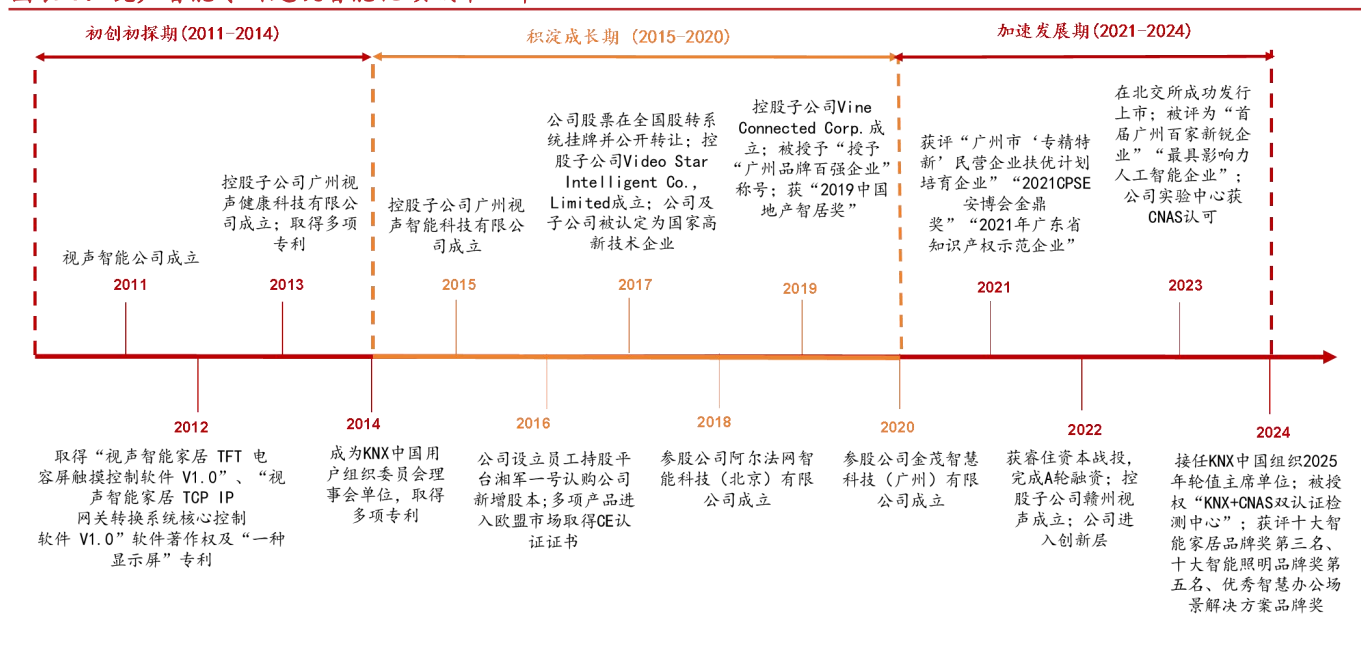 初创初探期(2011-2014)
积淀成长期 (2015-2020)
加速发展期(2021-2024)
视声智能公司成立
2011
控股子公司广州视
声健康科技有限公
司成立；取得多项
专利
2013
控股子公司广州视
声智能科技有限公
司成立
2015
公司股票在全国股转系
统挂牌并公开转让；控
股子公司Video Star
Intelligent Co.,
Limited成立；公司及
子公司被认定为国家高
新技术企业
2017
控股子公司Vine
Connected Corp.成
立；被授予“授予
“广州品牌百强企业”
称号；获“2019中国
地产智居奖”
2019
获评“广州市‘专精特
新’民营企业扶优计划
培育企业”“2021CPSE
安博会金鼎
奖”“2021年广东省
知识产权示范企业”
2021
在北交所成功发行
上市；被评为“首
届广州百家新锐企
业”“最具影响力
人工智能企业”；
公司实验中心获
CNAS认可
2023
2012
取得“视声智能家居 TFT 电
容屏触摸控制软件 V1.0”、“视
声智能家居 TCP IP
网关转换系统核心控制
软件 V1.0”软件著作权及“一种
显示屏”专利
2014
成为KNX中国用
户组织委员会理
事会单位，取得
多项专利
2016
公司设立员工持股平
台湘军一号认购公司
新增股本;多项产品进
入欧盟市场取得CE认
证证书
2018
参股公司阿尔法网智
能科技（北京）有限
公司成立
2020
参股公司金茂智慧
科技（广州）有限
公司成立
2022
获睿住资本战投，
完成A轮融资；控
股子公司赣州视
声成立；公司进
入创新层
2024
接任KNX中国组织2025
年轮值主席单位；被授
权“KNX+CNAS双认证检
测中心”；获评十大智
能家居品牌奖第三名、
十大智能照明品牌奖第
五名、优秀智慧办公场
景解决方案品牌奖